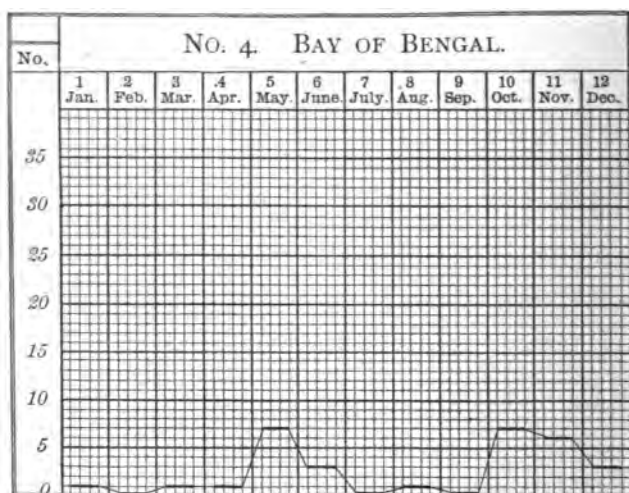 No. 4. Bay of Bengal.
No.
1 2 3 4 5 6 7 8 9 10 11 12
Jan. Feb. Mar. Apr. May. June. July. Aug. Sep. Oct. Nov. Dec.
35
30
25
20
15
10
5
0